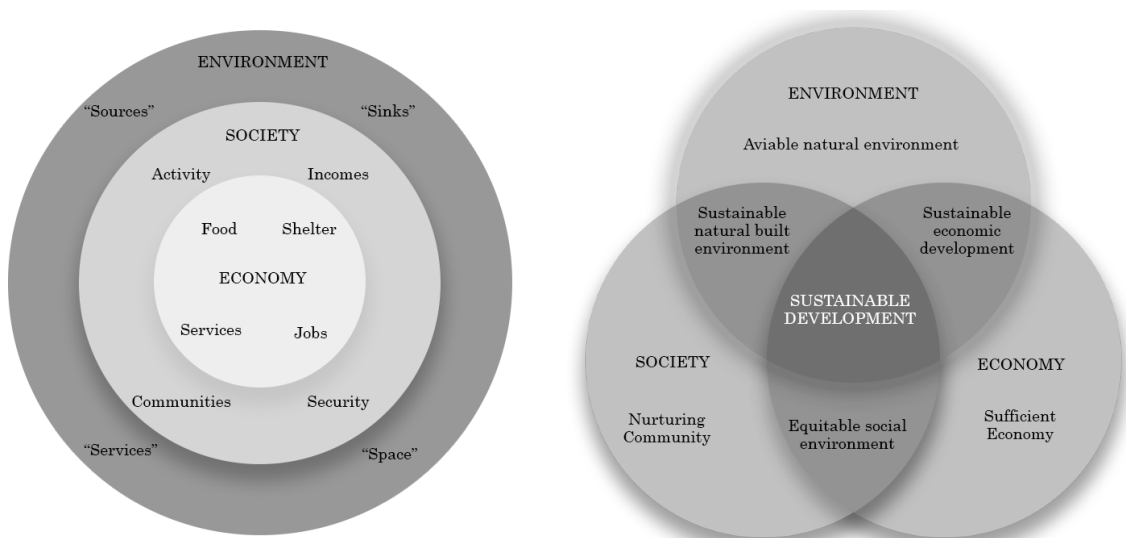 ENVIRONMENT
“Sources”
“Sinks”
SOCIETY
Activity
Incomes
Food
Shelter
ECONOMY
Services
Jobs
Communities
Security
“Services”
“Space”
ENVIRONMENT
Aviable natural environment
Sustainable
natural built
environment
Sustainable
economic
development
SUSTAINABLE
DEVELOPMENT
SOCIETY
Nurturing
Community
ECONOMY
Sufficient
Economy
Equitable social
environment